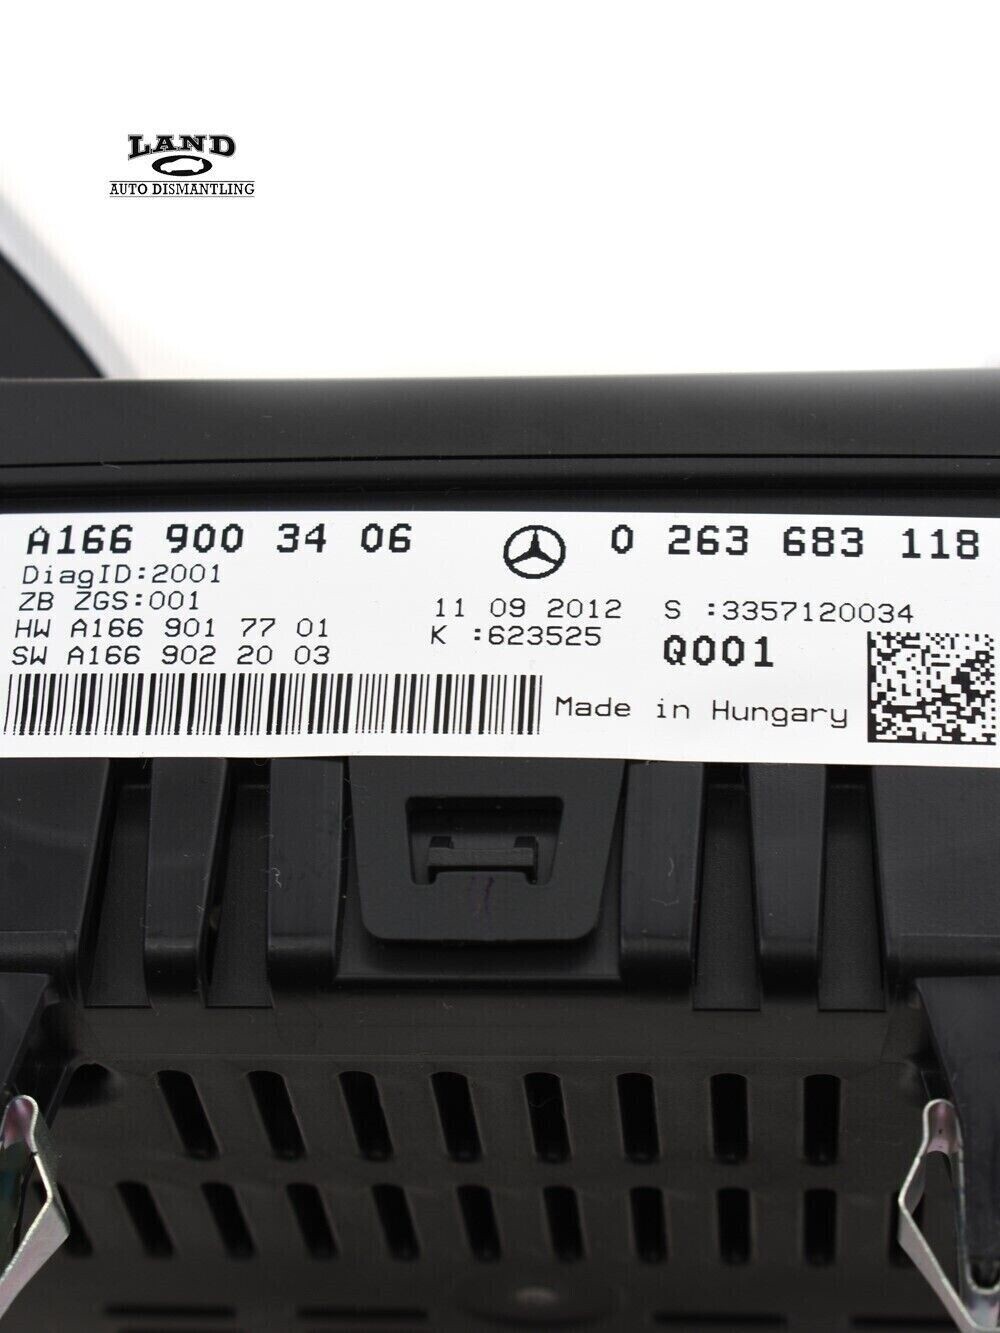 LAND
AUTO DISMANTLING
A166 900 34 06
0 263 683 118
DiagID:2001
ZB ZGS:001
11 09 2012
S :3357120034
HW A166 901 77 01
K :623525
Q001
SW A166 902 20 03
Made in Hungary